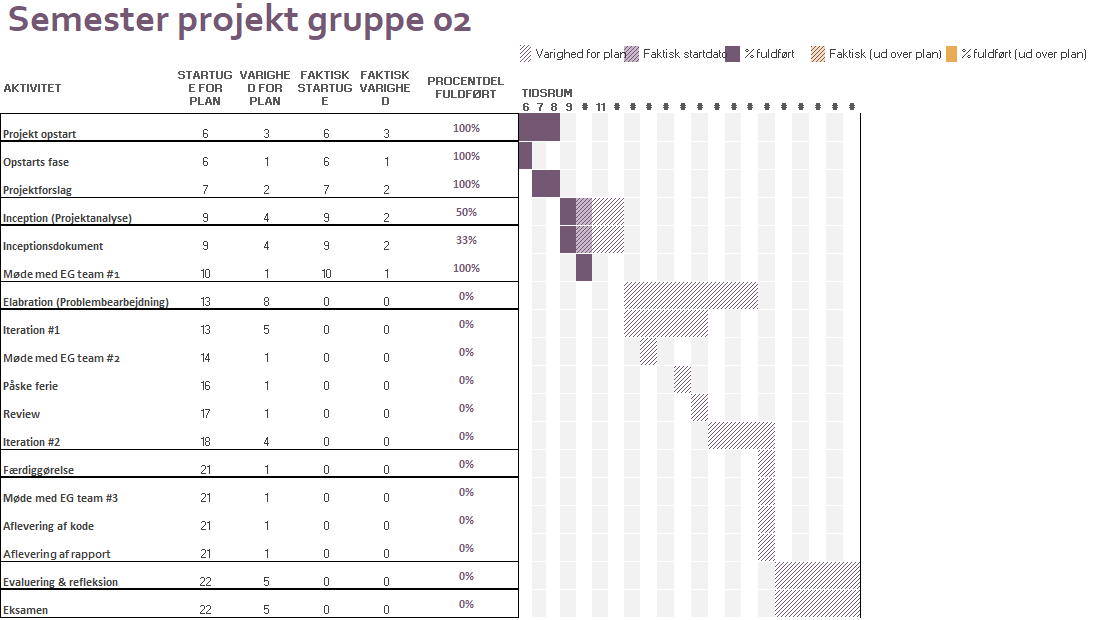 Semester projekt gruppe 02
Varighed for plan Faktisk startdato % fuldført Faktisk (ud over plan) % fuldført (ud over plan)
AKTIVITET STARTUGE FOR PLAN VARIGHED FOR PLAN FAKTISK STARTUGE FAKTISK VARIGHED PROCENTDEL FULDFØRT TIDSRUM
6 7 8 9 # 11 # # # # # # # # # # # # # # #
Projekt opstart 6 3 6 3 100%
Opstarts fase 6 1 6 1 100%
Projektforslag 7 2 7 2 100%
Inception (Projektanalyse) 9 4 9 2 50%
Inceptionsdokument 9 4 9 2 33%
Møde med EG team #1 10 1 10 1 100%
Elabration (Problembearbejdning) 13 8 0 0 0%
Iteration #1 13 5 0 0 0%
Møde med EG team #2 14 1 0 0 0%
Påske ferie 16 1 0 0 0%
Review 17 1 0 0 0%
Iteration #2 18 4 0 0 0%
Færdiggørelse 21 1 0 0 0%
Møde med EG team #3 21 1 0 0 0%
Aflevering af kode 21 1 0 0 0%
Aflevering af rapport 21 1 0 0 0%
Evaluering & refleksion 22 5 0 0 0%
Eksamen 22 5 0 0 0%